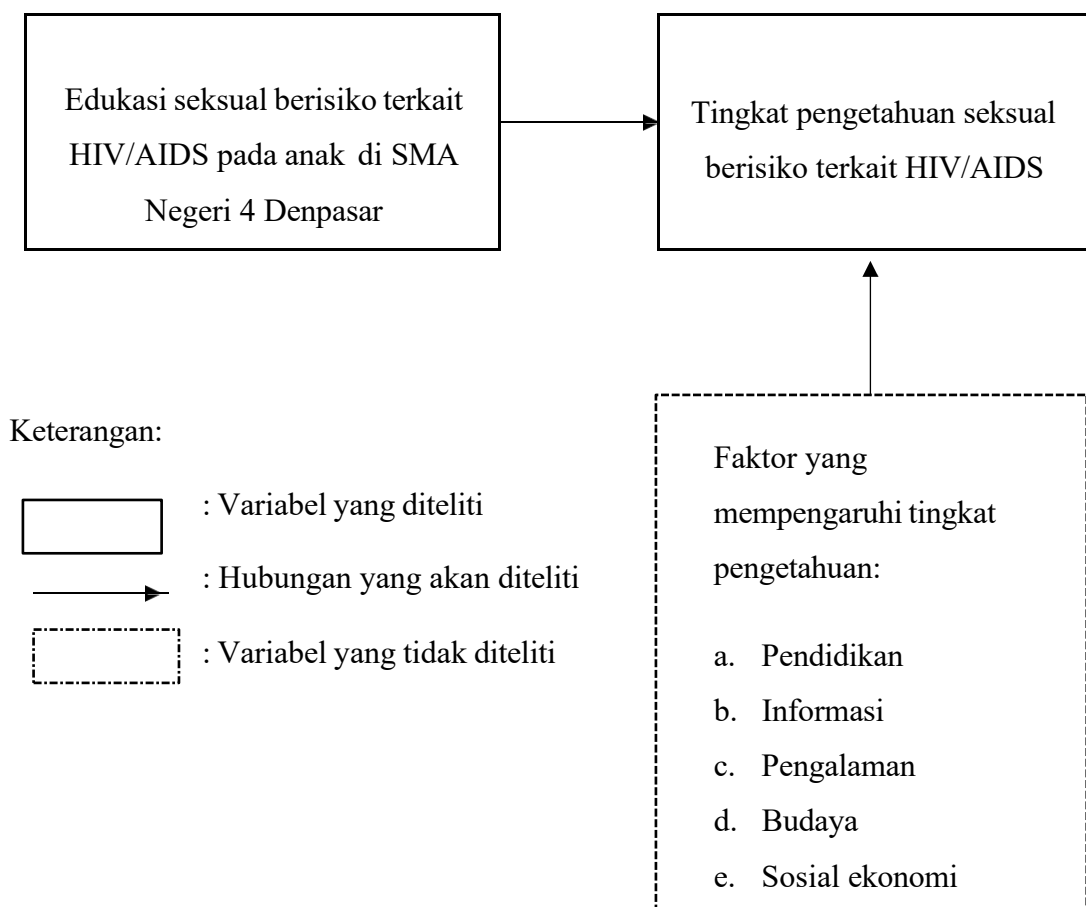 Edukasi seksual berisiko terkait
HIV/AIDS pada anak di SMA
Negeri 4 Denpasar
Tingkat pengetahuan seksual
berisiko terkait HIV/AIDS
Keterangan:
: Variabel yang diteliti
: Hubungan yang akan diteliti
: Variabel yang tidak diteliti
Faktor yang
mempengaruhi tingkat
pengetahuan:
a. Pendidikan
b. Informasi
c. Pengalaman
d. Budaya
e. Sosial ekonomi